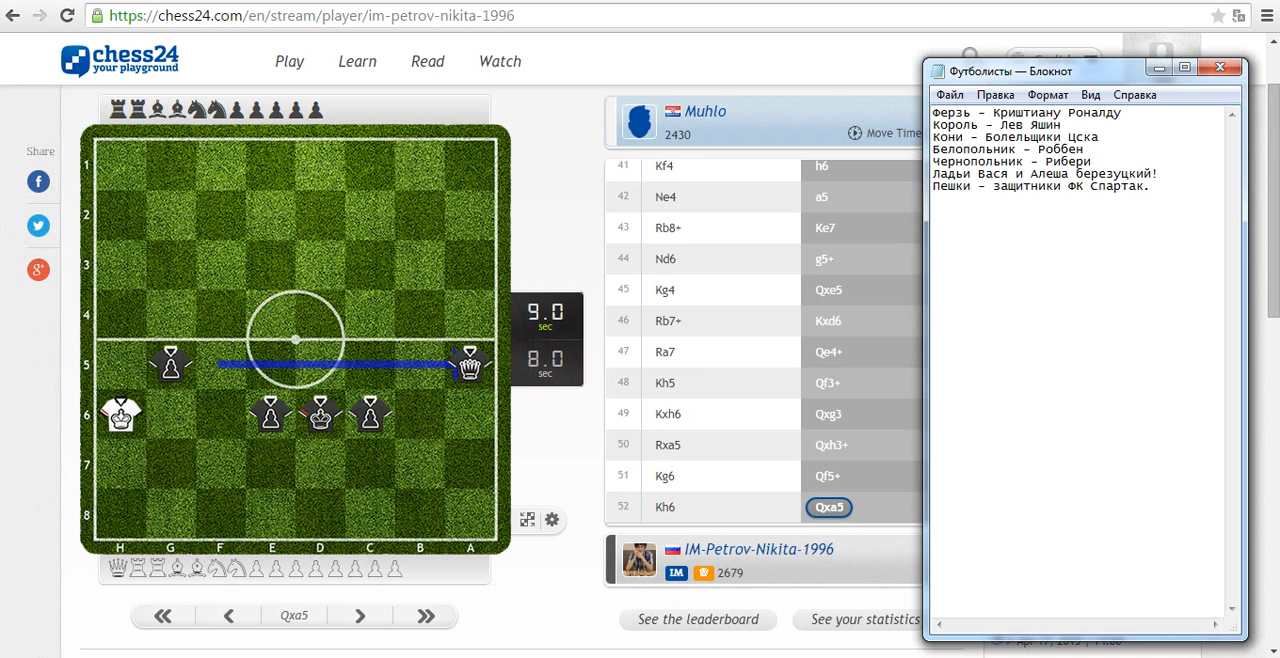 https://chess24.com/en/stream/player/im-petrov-nikita-1996
chess24
your playground
Play
Learn
Read
Watch
Share
1
2
3
4
5
6
7
8
H G F E D C B A
9.0
sec
8.0
sec
Qxa5
Muhlo
2430
Move Time
41 Kf4 h6
42 Ne4 a5
43 Rb8+ Ke7
44 Nd6 g5+
45 Kg4 Qxe5
46 Rb7+ Kxd6
47 Ra7 Qe4+
48 Kh5 Qf3+
49 Kxh6 Qxg3
50 Rxa5 Qxh3+
51 Kg6 Qf5+
52 Kh6 Qxa5
IM-Petrov-Nikita-1996
IM 2679
See the leaderboard
See your statistics
Футболисты — Блокнот
Файл Правка Формат Вид Справка
Ферзь - Криштиану Роналду
Король - Лев Яшин
Кони - Болельщики Цска
Белопольник - Роббен
Чернопольник - Рибери
Ладьи Вася и Алеша березуцкий!
Пешки - защитники ФК Спартак.